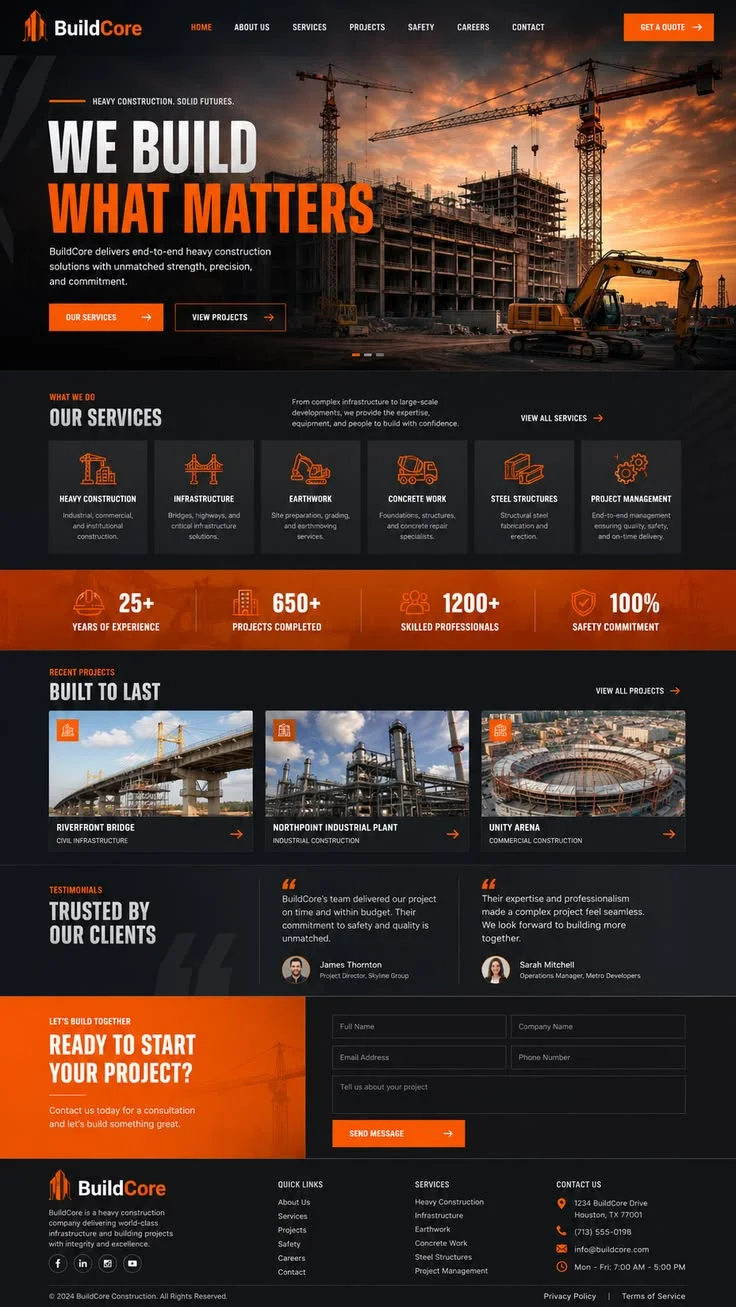 BuildCore
HOME ABOUT US SERVICES PROJECTS SAFETY CAREERS CONTACT
GET A QUOTE
HEAVY CONSTRUCTION. SOLID FUTURES.
WE BUILD
WHAT MATTERS
BuildCore delivers end-to-end heavy construction
solutions with unmatched strength, precision,
and commitment.
OUR SERVICES
VIEW PROJECTS
WHAT WE DO
OUR SERVICES
From complex infrastructure to large-scale
developments, we provide the expertise,
equipment, and people to build with confidence.
VIEW ALL SERVICES
HEAVY CONSTRUCTION
Industrial, commercial,
and institutional
construction.
INFRASTRUCTURE
Bridges, highways, and
critical infrastructure
solutions.
EARTHWORK
Site preparation, grading,
and earthmoving
services.
CONCRETE WORK
Foundations, structures,
and concrete repair
specialists.
STEEL STRUCTURES
Structural steel
fabrication and
erection.
PROJECT MANAGEMENT
End-to-end management
ensuring quality, safety,
and on-time delivery.
25+
YEARS OF EXPERIENCE
650+
PROJECTS COMPLETED
1200+
SKILLED PROFESSIONALS
100%
SAFETY COMMITMENT
RECENT PROJECTS
BUILT TO LAST
VIEW ALL PROJECTS
RIVERFRONT BRIDGE
CIVIL INFRASTRUCTURE
NORTHPOINT INDUSTRIAL PLANT
INDUSTRIAL CONSTRUCTION
UNITY ARENA
COMMERCIAL CONSTRUCTION
TESTIMONIALS
TRUSTED BY
OUR CLIENTS
“
BuildCore's team delivered our project
on time and within budget. Their
commitment to safety and quality is
unmatched.
James Thornton
Project Director, Skyline Group
“
Their expertise and professionalism
made a complex project feel seamless.
We look forward to building more
together.
Sarah Mitchell
Operations Manager, Metro Developers
LET'S BUILD TOGETHER
READY TO START
YOUR PROJECT?
Contact us today for a consultation
and let's build something great.
Full Name
Company Name
Email Address
Phone Number
Tell us about your project
SEND MESSAGE
BuildCore
BuildCore is a heavy construction
company delivering world-class
infrastructure and building projects
with integrity and excellence.
QUICK LINKS
About Us
Services
Projects
Safety
Careers
Contact
SERVICES
Heavy Construction
Infrastructure
Earthwork
Concrete Work
Steel Structures
Project Management
CONTACT US
1234 BuildCore Drive
Houston, TX 77001
(713) 555-0198
info@buildcore.com
Mon - Fri: 7:00 AM - 5:00 PM
© 2024 BuildCore Construction. All Rights Reserved.
Privacy Policy | Terms of Service